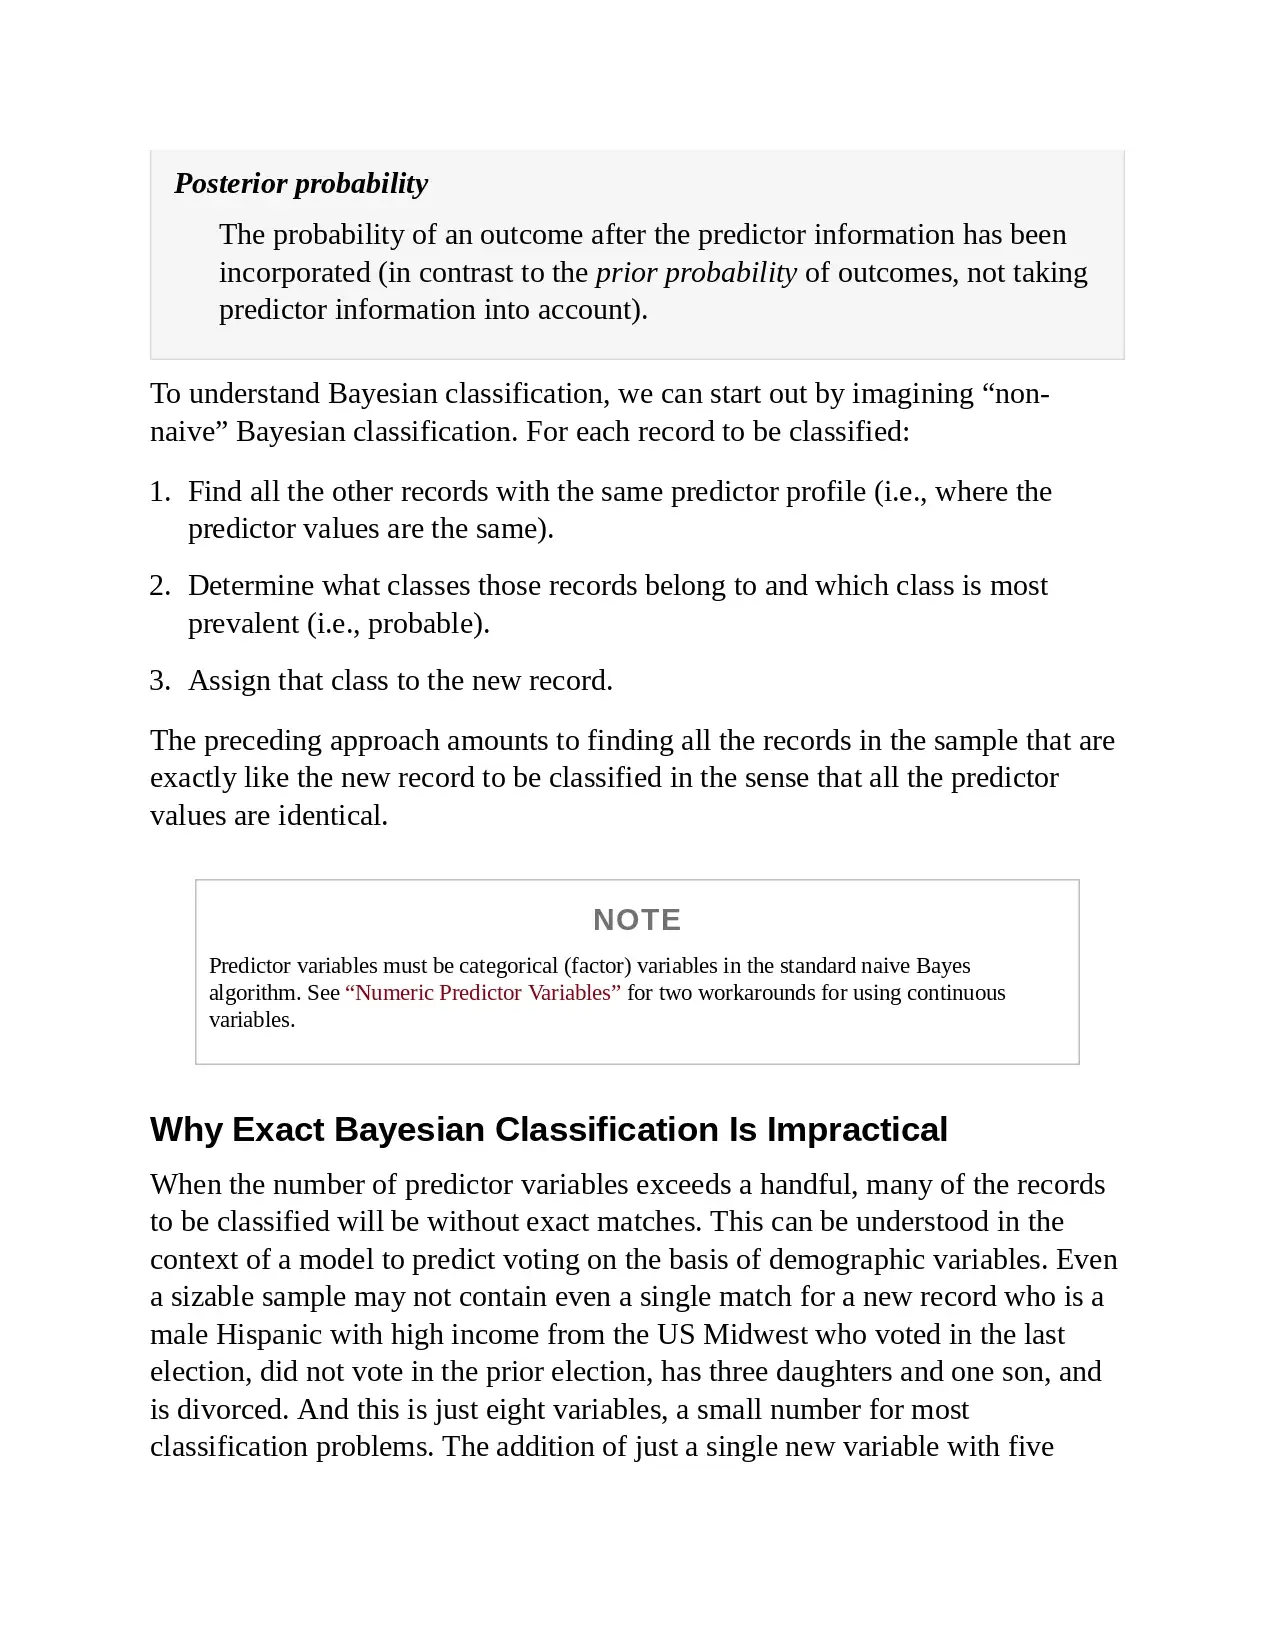 Posterior probability
The probability of an outcome after the predictor information has been
incorporated (in contrast to the prior probability of outcomes, not taking
predictor information into account).
To understand Bayesian classification, we can start out by imagining “non-
naive” Bayesian classification. For each record to be classified:
1. Find all the other records with the same predictor profile (i.e., where the
predictor values are the same).
2. Determine what classes those records belong to and which class is most
prevalent (i.e., probable).
3. Assign that class to the new record.
The preceding approach amounts to finding all the records in the sample that are
exactly like the new record to be classified in the sense that all the predictor
values are identical.
NOTE
Predictor variables must be categorical (factor) variables in the standard naive Bayes
algorithm. See “Numeric Predictor Variables” for two workarounds for using continuous
variables.
Why Exact Bayesian Classification Is Impractical
When the number of predictor variables exceeds a handful, many of the records
to be classified will be without exact matches. This can be understood in the
context of a model to predict voting on the basis of demographic variables. Even
a sizable sample may not contain even a single match for a new record who is a
male Hispanic with high income from the US Midwest who voted in the last
election, did not vote in the prior election, has three daughters and one son, and
is divorced. And this is just eight variables, a small number for most
classification problems. The addition of just a single new variable with five